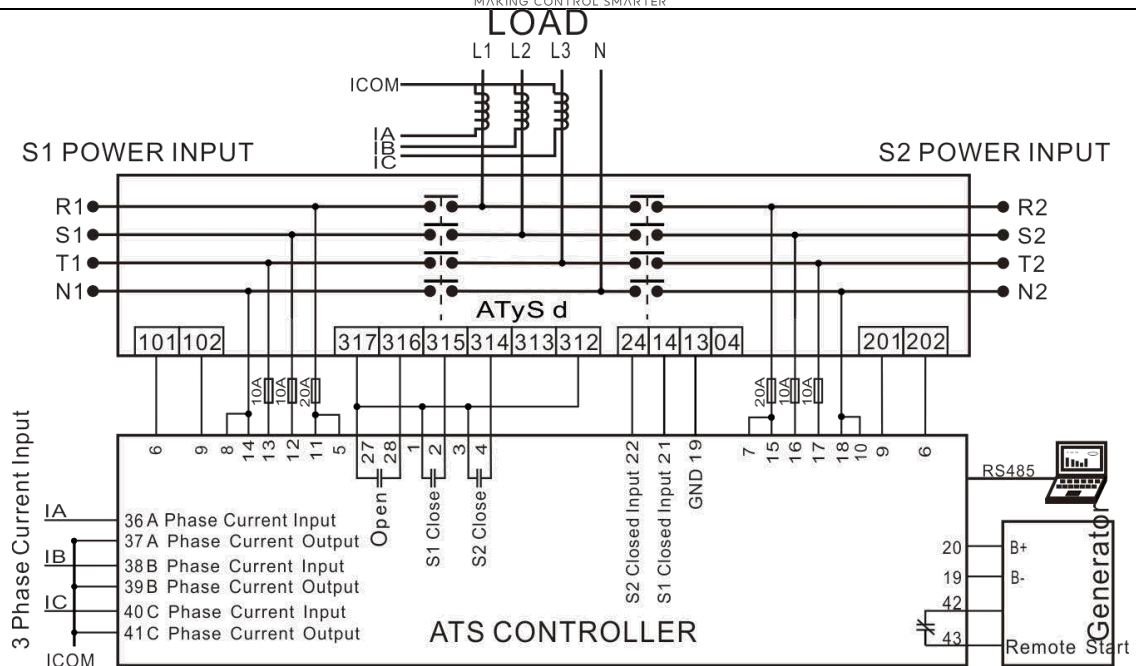 MAKING CONTROL SMARTER
LOAD
L1 L2 L3 N
ICOM
IA
IB
IC
S1 POWER INPUT
S2 POWER INPUT
R1
R2
S1
S2
T1
T2
N1
N2
ATyS d
101 102
317 316 315 314 313 312
24 14 13 04
201 202
10A 10A 20A
20A 10A 10A
6 9 8 14 13 12 11 5 27 28 1 2 3 4
7 15 16 17 18 10 9 6
Open
S1 Close
S2 Close
S2 Closed Input 22
S1 Closed Input 21
GND 19
RS485
3 Phase Current Input
IA
IB
IC
ICOM
36 A Phase Current Input
37 A Phase Current Output
38 B Phase Current Input
39 B Phase Current Output
40 C Phase Current Input
41 C Phase Current Output
ATS CONTROLLER
20 B+
19 B-
42
43 Remote Start
Generator